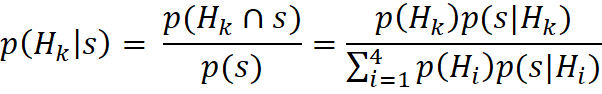 p(H_k|s) = p(H_k ∩ s) / p(s) = p(H_k)p(s|H_k) / ∑_{i=1}^{4} p(H_i)p(s|H_i)